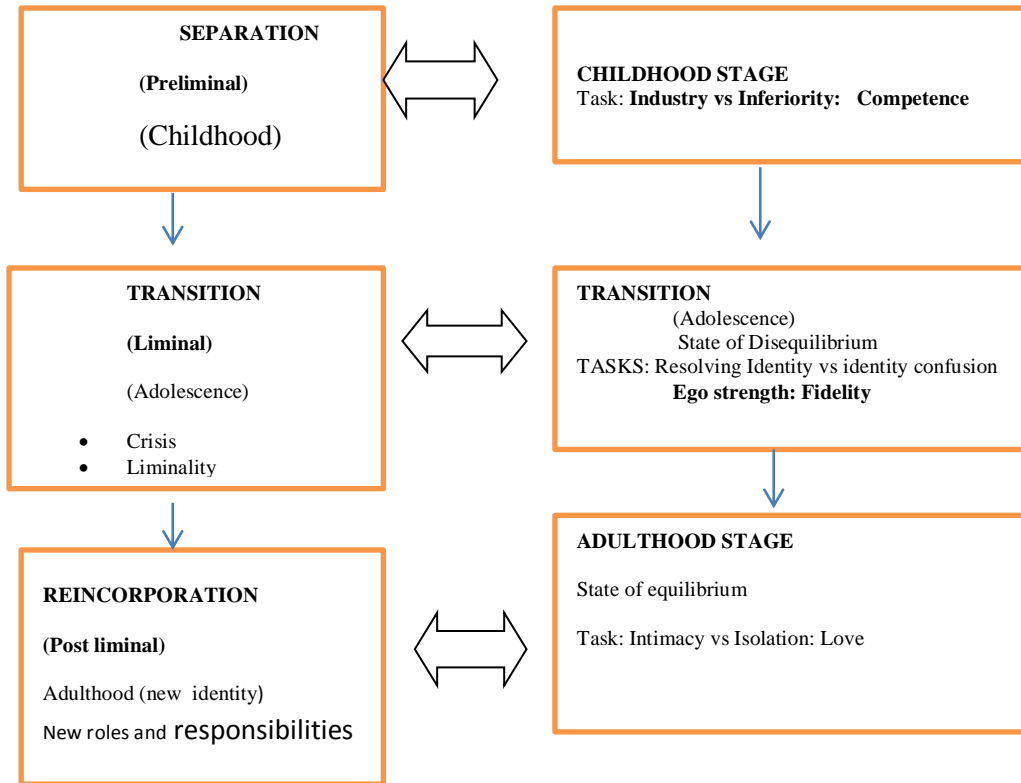 SEPARATION
(Preliminal)
(Childhood)
CHILDHOOD STAGE
Task: Industry vs Inferiority: Competence
TRANSITION
(Liminal)
(Adolescence)
• Crisis
• Liminality
TRANSITION
(Adolescence)
State of Disequilibrium
TASKS: Resolving Identity vs identity confusion
Ego strength: Fidelity
REINCORPORATION
(Post liminal)
Adulthood (new identity)
New roles and responsibilities
ADULTHOOD STAGE
State of equilibrium
Task: Intimacy vs Isolation: Love